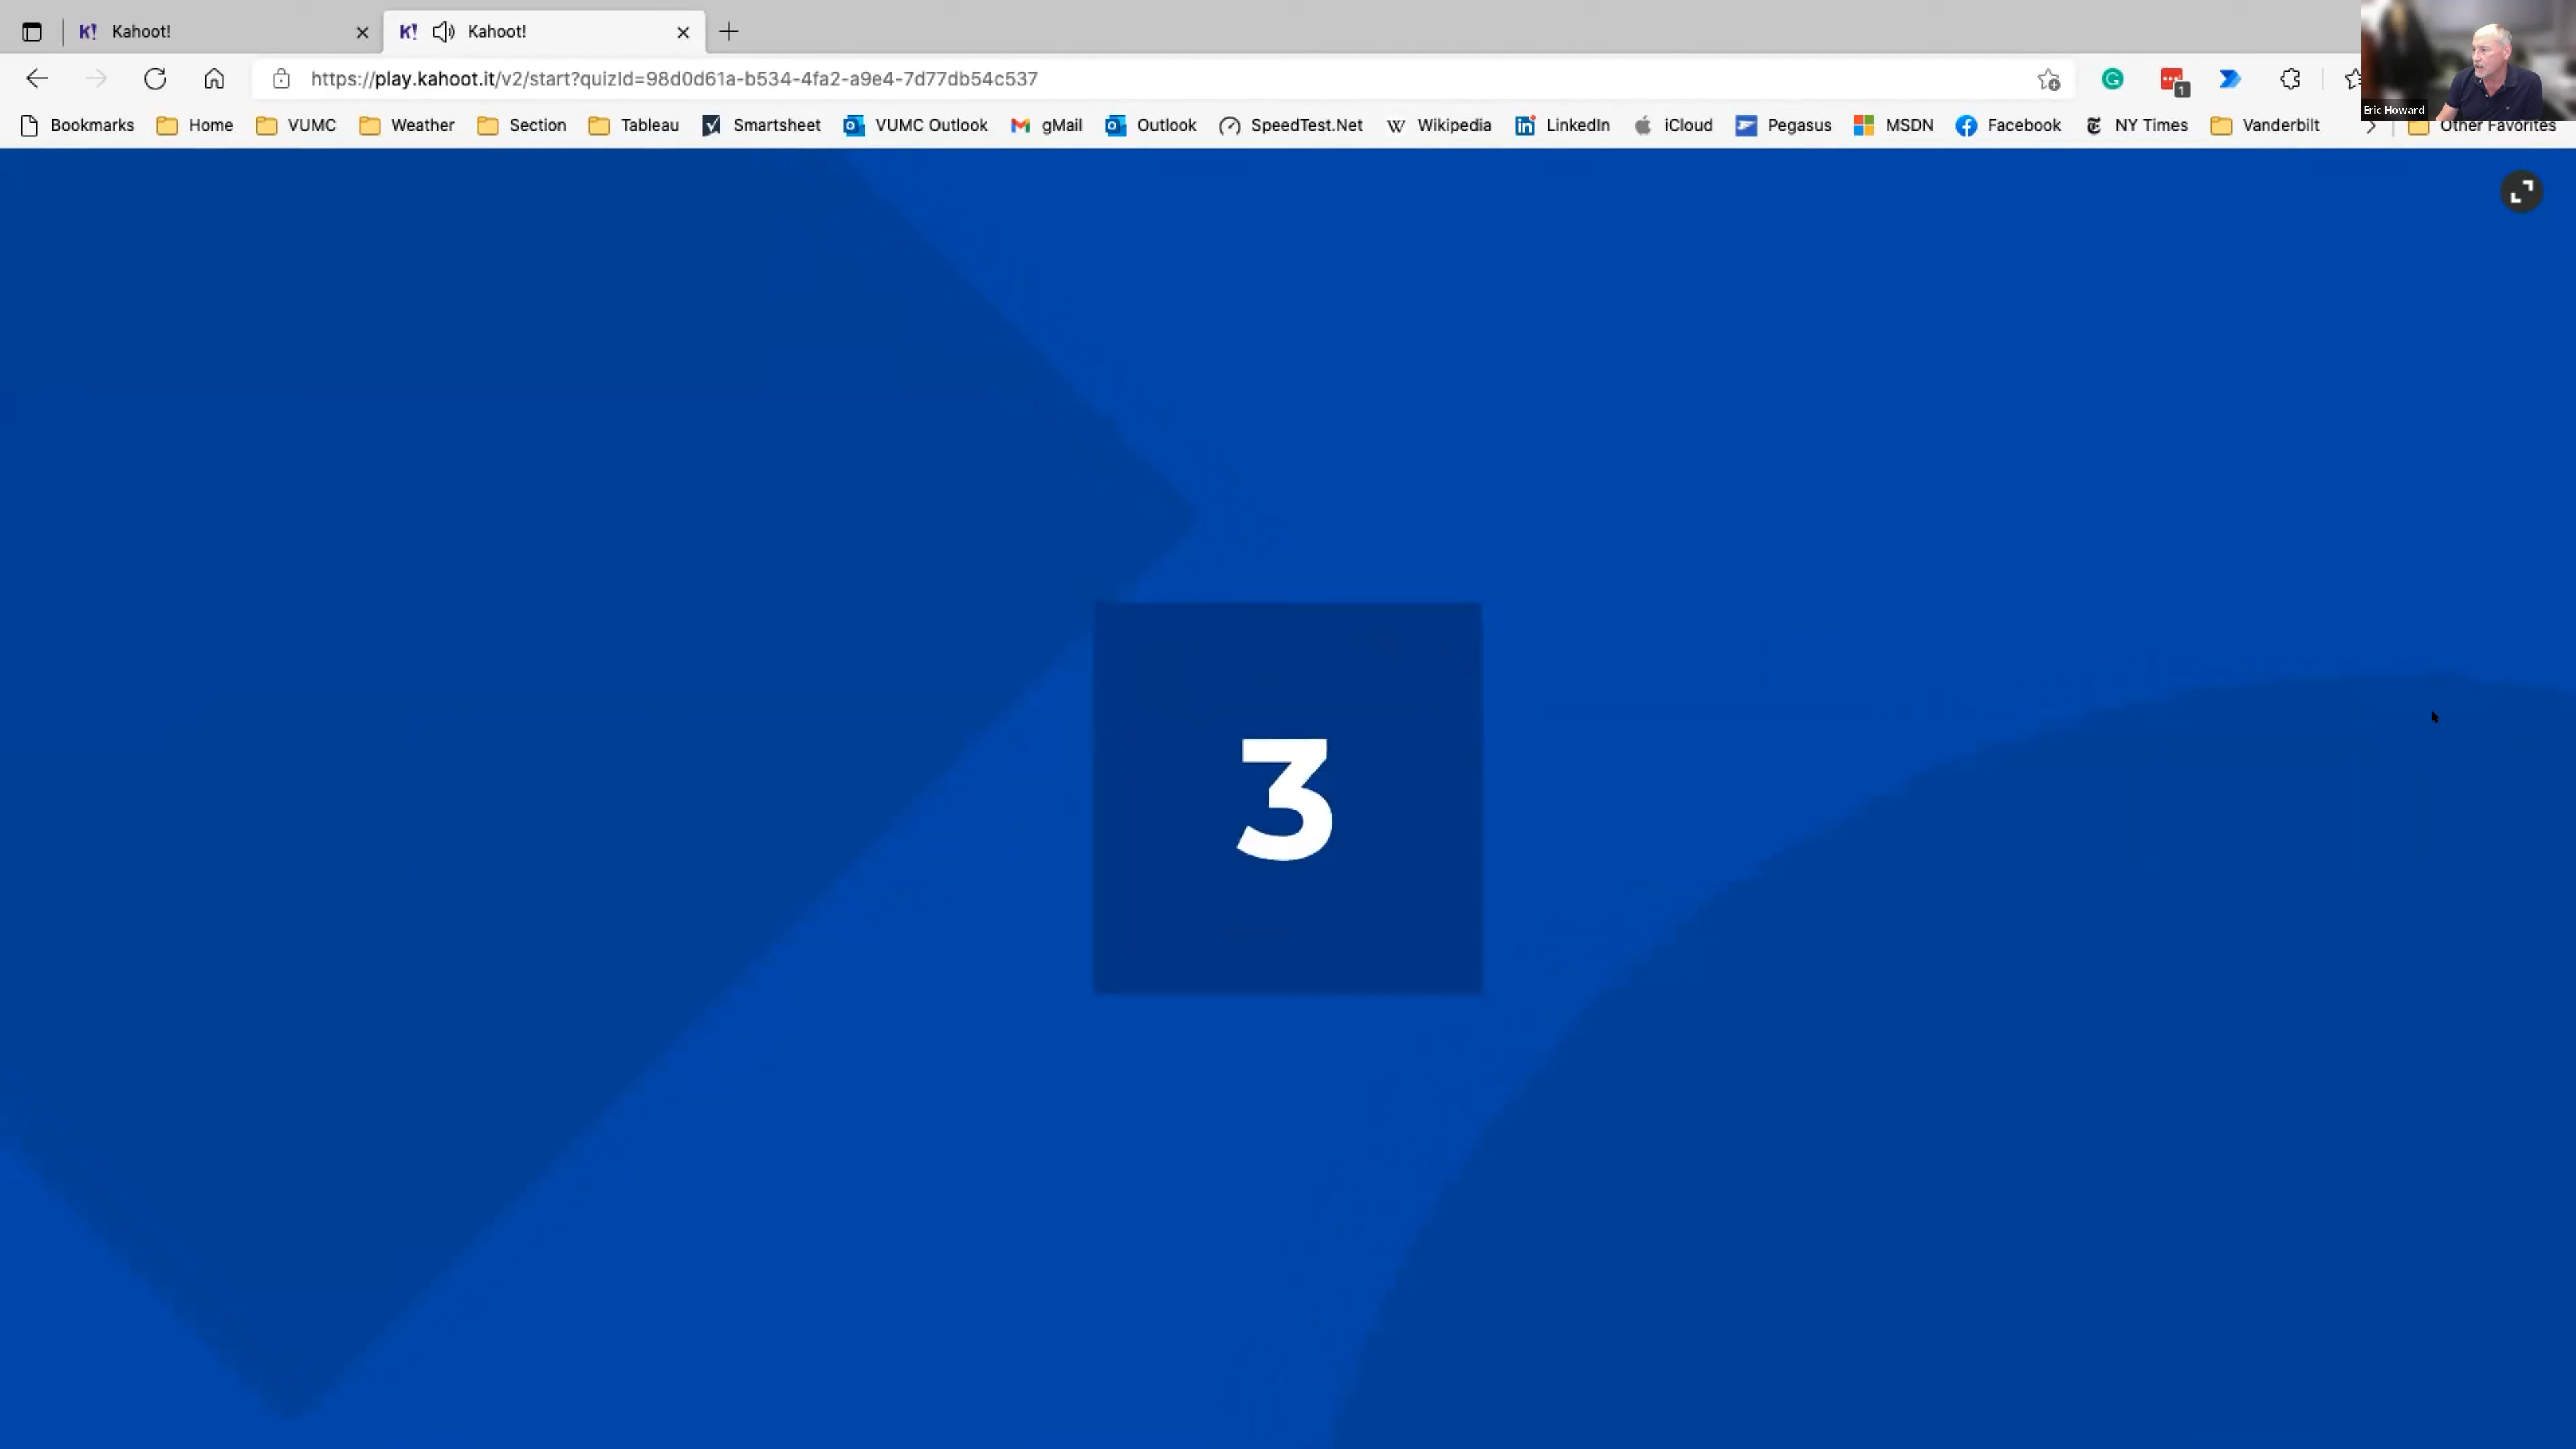 K! Kahoot! K! Kahoot!
https://play.kahoot.it/v2/start?quizId=98d0d61a-b534-4fa2-a9e4-7d77db54c537
1
Eric Howard
Bookmarks Home VUMC Weather Section Tableau Smartsheet VUMC Outlook gMail Outlook SpeedTest.Net W Wikipedia in LinkedIn iCloud Pegasus MSDN Facebook NY Times Vanderbilt Other Favorites
3